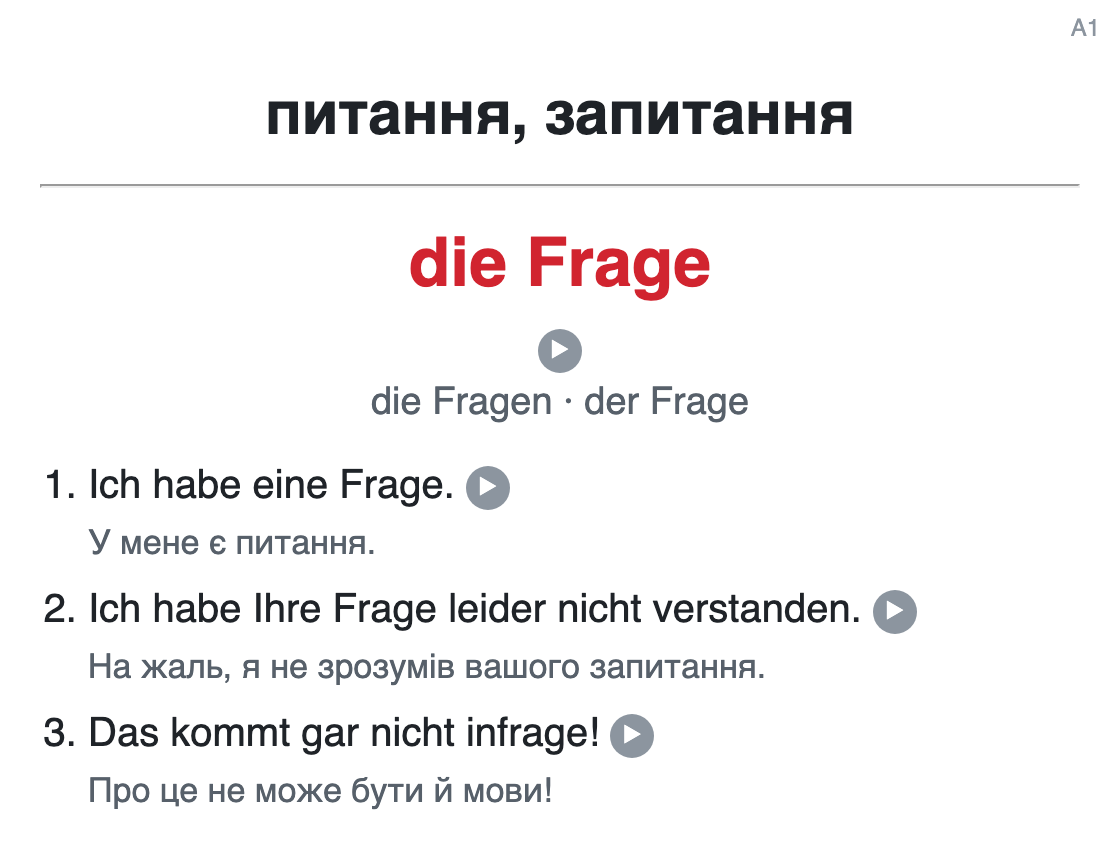 A1
питання, запитання
die Frage
die Fragen · der Frage
1. Ich habe eine Frage.
У мене є питання.
2. Ich habe Ihre Frage leider nicht verstanden.
На жаль, я не зрозумів вашого запитання.
3. Das kommt gar nicht infrage!
Про це не може бути й мови!